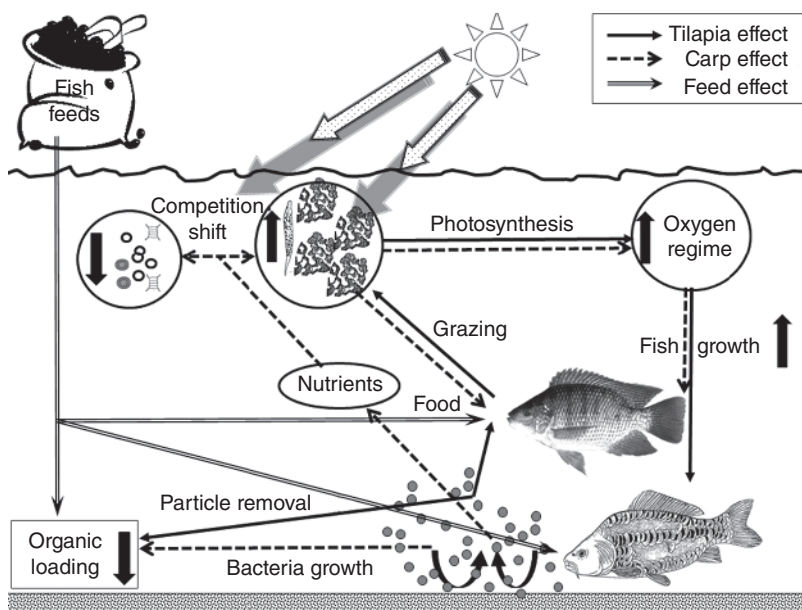 Fish
feeds
Tilapia effect
Carp effect
Feed effect
Competition
shift
Photosynthesis
Oxygen
regime
Grazing
Fish growth
Nutrients
Food
Particle removal
Organic
loading
Bacteria growth